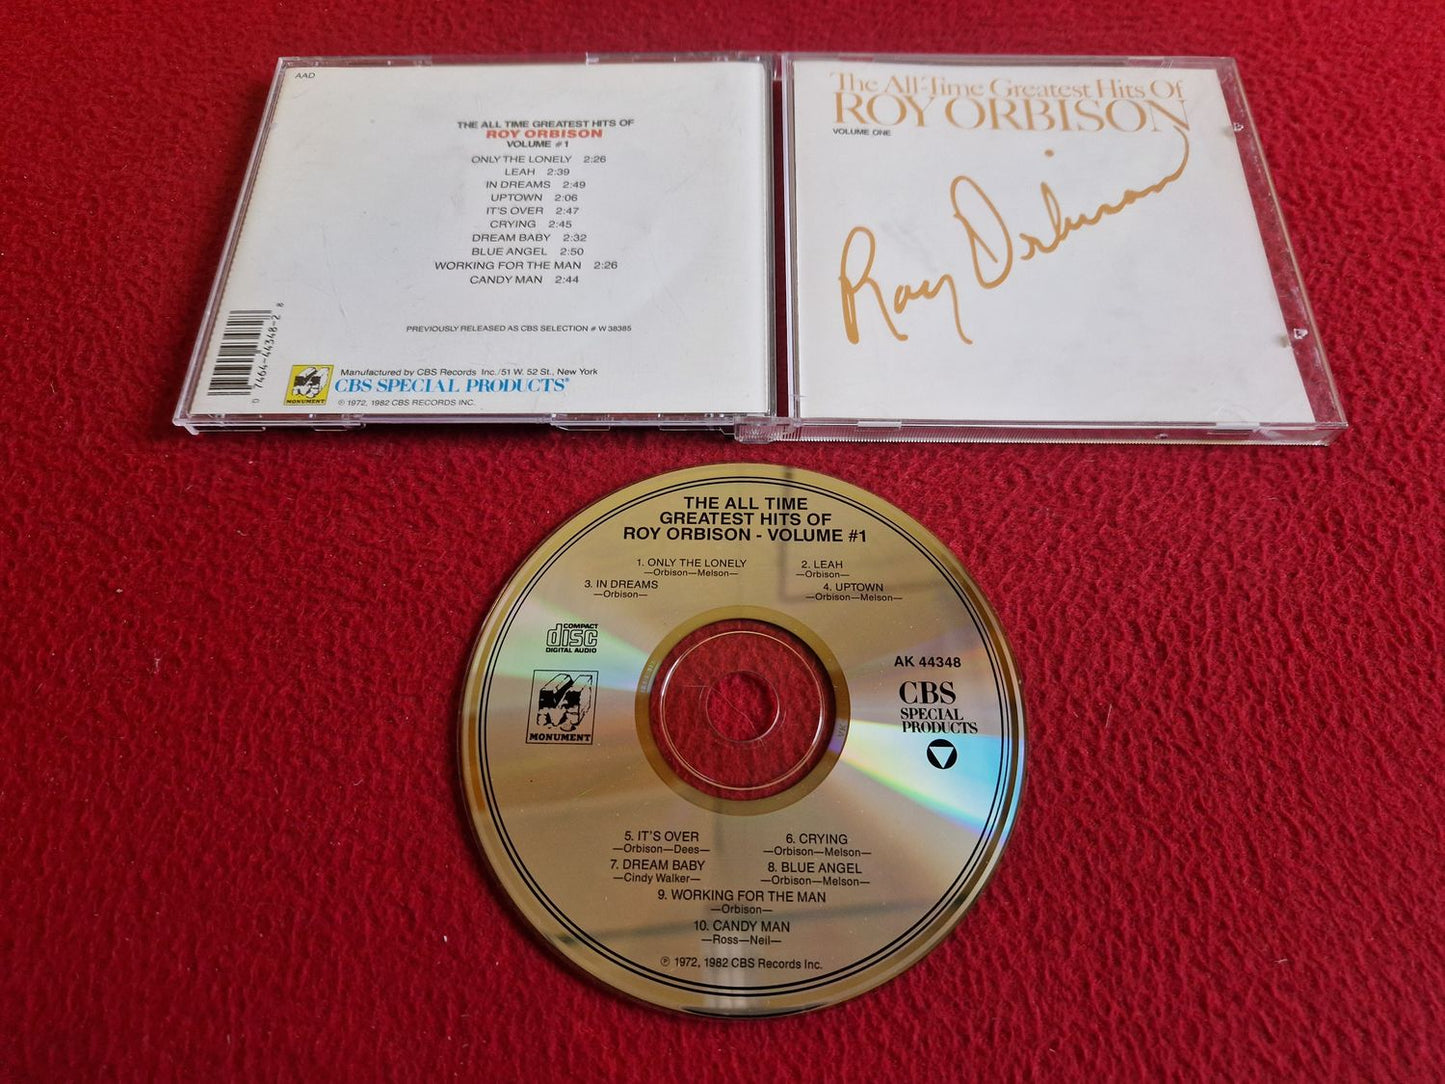 AAD
THE ALL TIME GREATEST HITS OF
ROY ORBISON
VOLUME #1
ONLY THE LONELY 2:26
LEAH 2:39
IN DREAMS 2:49
UPTOWN 2:06
IT'S OVER 2:47
CRYING 2:45
DREAM BABY 2:32
BLUE ANGEL 2:50
WORKING FOR THE MAN 2:26
CANDY MAN 2:44
PREVIOUSLY RELEASED AS CBS SELECTION # W 38385
0 7464-44348-2 8
MONUMENT
Manufactured by CBS Records Inc./51 W. 52 St., New York
CBS SPECIAL PRODUCTS®
℗ 1972, 1982 CBS RECORDS INC.
The All-Time Greatest Hits Of
ROY ORBISON
VOLUME ONE
Roy Orbison
THE ALL TIME
GREATEST HITS OF
ROY ORBISON - VOLUME #1
1. ONLY THE LONELY
—Orbison—Melson—
2. LEAH
—Orbison—
3. IN DREAMS
—Orbison—
4. UPTOWN
—Orbison—Melson—
COMPACT
disc
DIGITAL AUDIO
MONUMENT
AK 44348
CBS
SPECIAL
PRODUCTS
5. IT'S OVER
—Orbison—Dees—
6. CRYING
—Orbison—Melson—
7. DREAM BABY
—Cindy Walker—
8. BLUE ANGEL
—Orbison—Melson—
9. WORKING FOR THE MAN
—Orbison—
10. CANDY MAN
—Ross—Neil—
℗ 1972, 1982 CBS Records Inc.